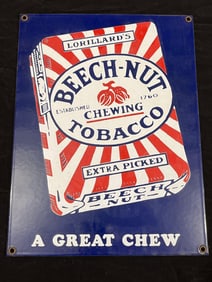 LORILLARD'S
BEECH-NUT
ESTABLISHED 1760
CHEWING
TOBACCO
EXTRA PICKED
BEECH
NUT
A GREAT CHEW